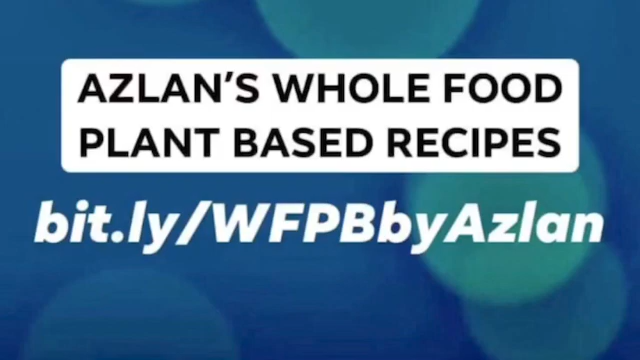 AZLAN'S WHOLE FOOD
PLANT BASED RECIPES
bit.ly/WFPBbyAzlan